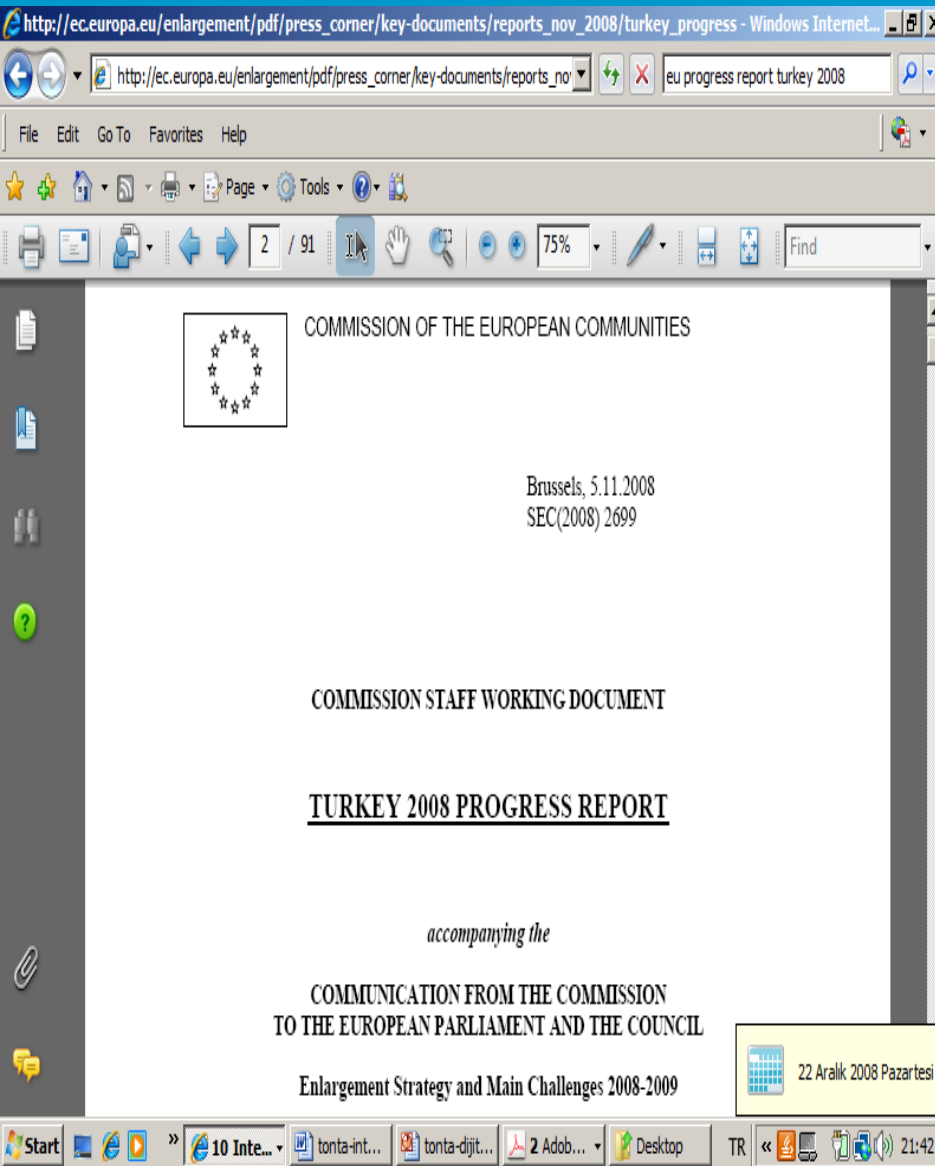 http://ec.europa.eu/enlargement/pdf/press_corner/key-documents/reports_nov_2008/turkey_progress - Windows Internet...
http://ec.europa.eu/enlargement/pdf/press_corner/key-documents/reports_no
eu progress report turkey 2008
File Edit Go To Favorites Help
Page Tools
2 / 91 75% Find
COMMISSION OF THE EUROPEAN COMMUNITIES
Brussels, 5.11.2008
SEC(2008) 2699
COMMISSION STAFF WORKING DOCUMENT
TURKEY 2008 PROGRESS REPORT
accompanying the
COMMUNICATION FROM THE COMMISSION
TO THE EUROPEAN PARLIAMENT AND THE COUNCIL
Enlargement Strategy and Main Challenges 2008-2009
22 Aralık 2008 Pazartesi
Start » 10 Inte... tonta-int... tonta-dijit... 2 Adob... Desktop TR « 21:42